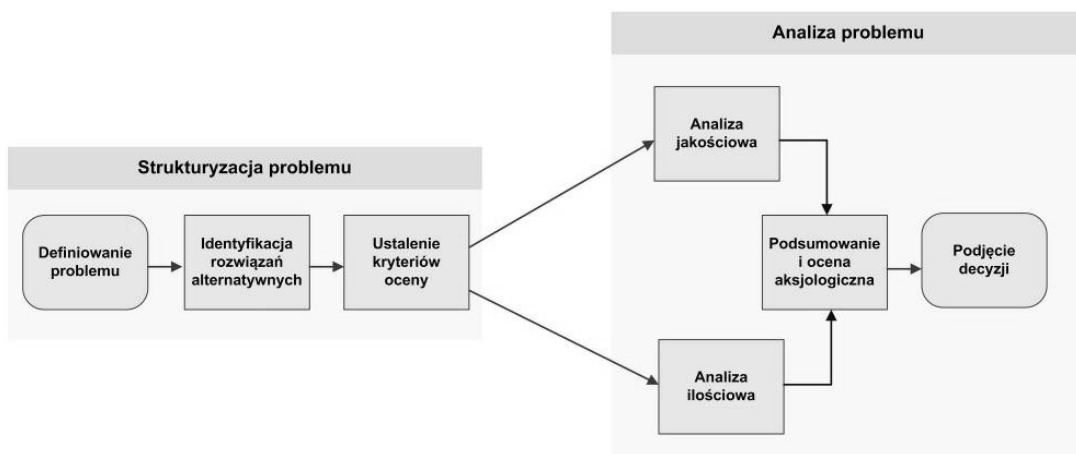 Strukturyzacja problemu
Definiowanie
problemu
Identyfikacja
rozwiązań
alternatywnych
Ustalenie
kryteriów
oceny
Analiza problemu
Analiza
jakościowa
Analiza
ilościowa
Podsumowanie
i ocena
aksjologiczna
Podjęcie
decyzji